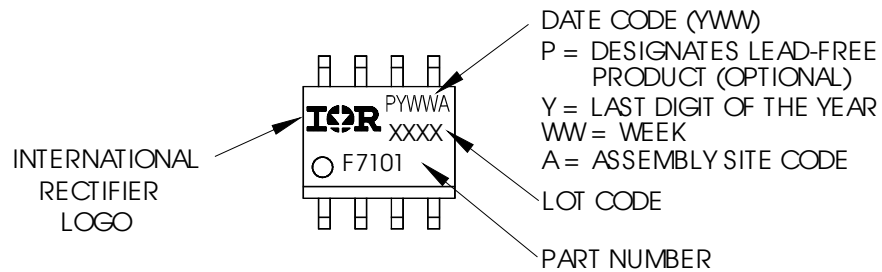 DATE CODE (YWW)
P = DESIGNATES LEAD-FREE
PRODUCT (OPTIONAL)
Y = LAST DIGIT OF THE YEAR
WW = WEEK
A = ASSEMBLY SITE CODE
LOT CODE
PART NUMBER
INTERNATIONAL
RECTIFIER
LOGO
IOR
PYWWA
XXXX
F7101